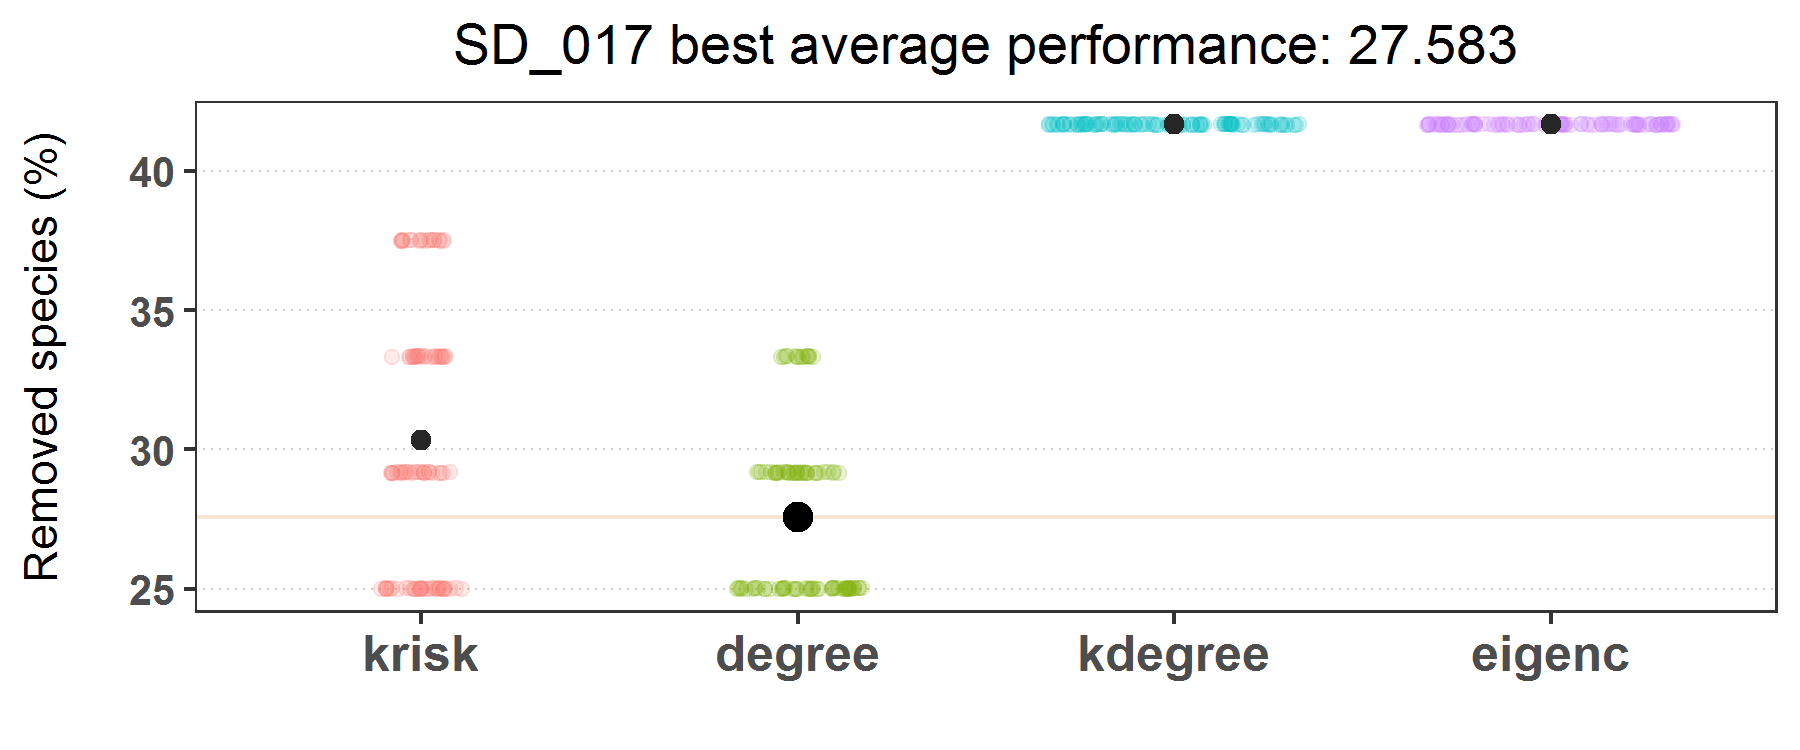 SD_017 best average performance: 27.583
Removed species (%)
40
35
30
25
krisk degree kdegree eigenc